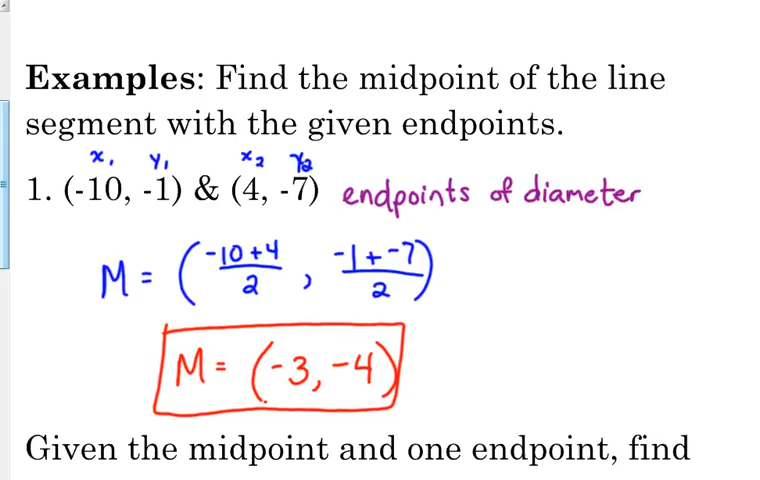 Examples: Find the midpoint of the line
segment with the given endpoints.
x₁ y₁ x₂ y₂
1. (-10, -1) & (4, -7) endpoints of diameter
M = (-10+4/2, -1+-7/2)
M = (-3, -4)
Given the midpoint and one endpoint, find